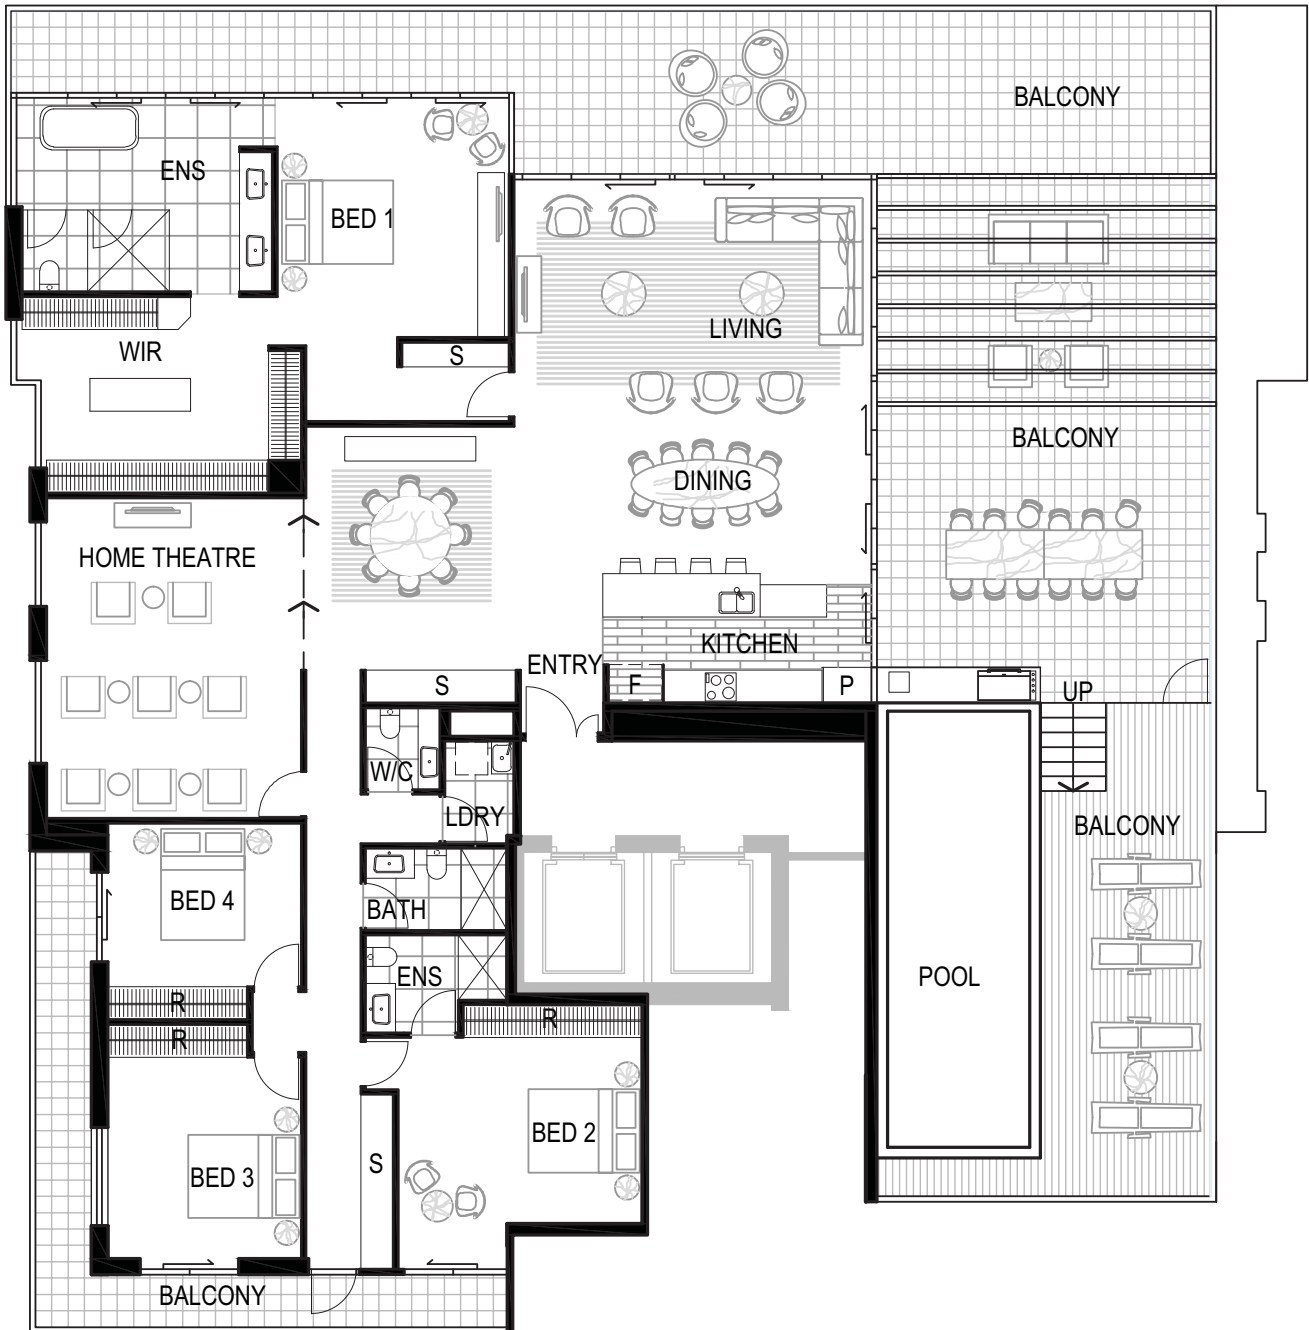 BALCONY
ENS
BED 1
LIVING
WIR
S
BALCONY
DINING
HOME THEATRE
KITCHEN
ENTRY
S
F
P
UP
W/C
LDRY
BALCONY
BED 4
BATH
ENS
POOL
R
R
R
BED 2
S
BED 3
BALCONY